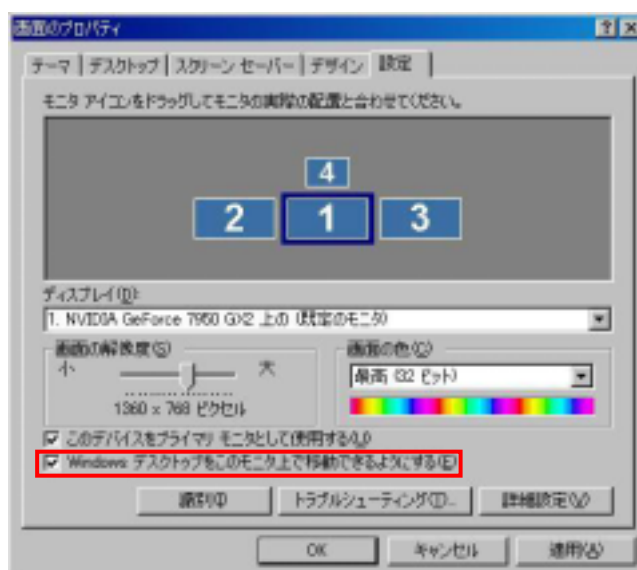 画面のプロパティ
テーマ デスクトップ スクリーン セーバー デザイン 設定
モニタ アイコンをドラッグしてモニタの実際の配置と合わせてください。
4
2 1 3
ディスプレイ(D):
1. NVIDIA GeForce 7950 GX2 上の (既定のモニタ)
画面の解像度(S)
小 大
1360 x 768 ピクセル
画面の色(C)
最高 (32 ビット)
このデバイスをプライマリ モニタとして使用する(U)
Windows デスクトップをこのモニタ上で移動できるようにする(E)
識別(I) トラブルシューティング(T)... 詳細設定(V)
OK キャンセル 適用(A)